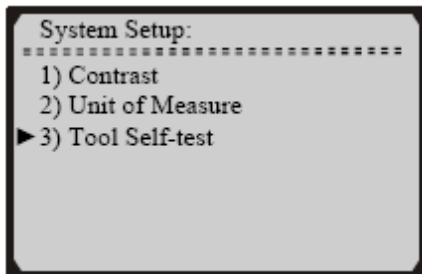 System Setup:
==============================
1) Contrast
2) Unit of Measure
►3) Tool Self-test